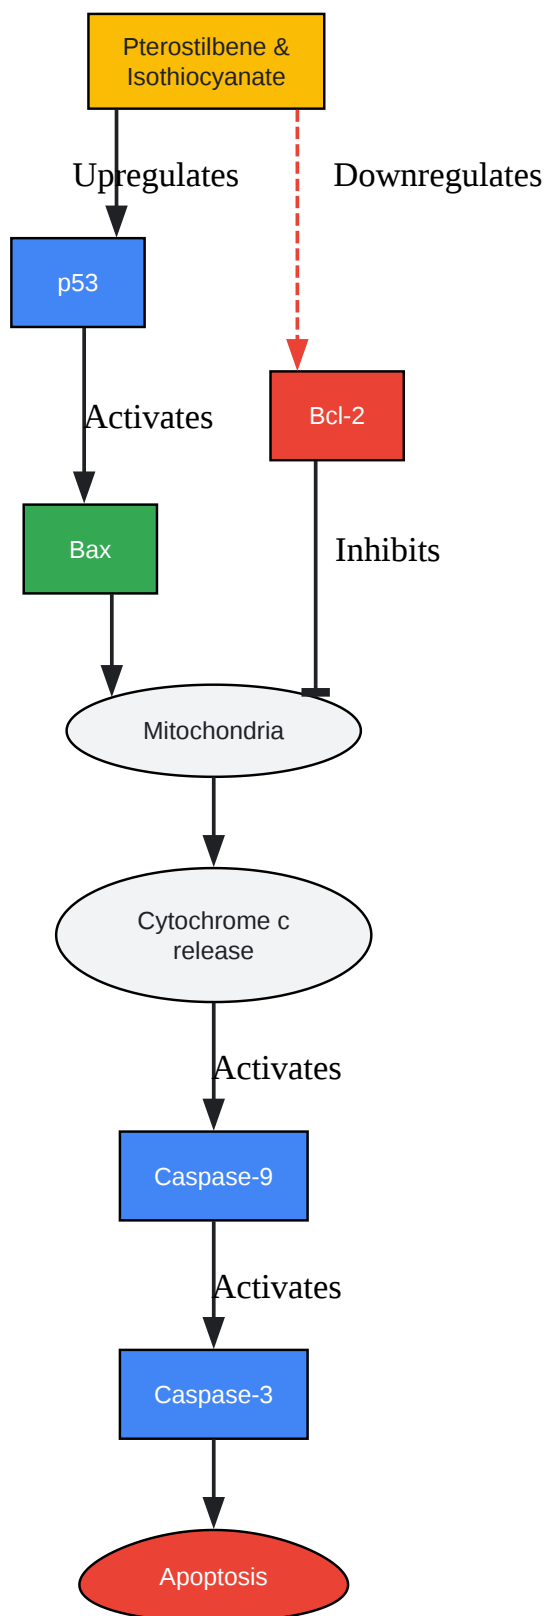 Pterostilbene &
Isothiocyanate
Upregulates
Downregulates
p53
Activates
Bcl-2
Bax
Inhibits
Mitochondria
Cytochrome c
release
Activates
Caspase-9
Activates
Caspase-3
Apoptosis